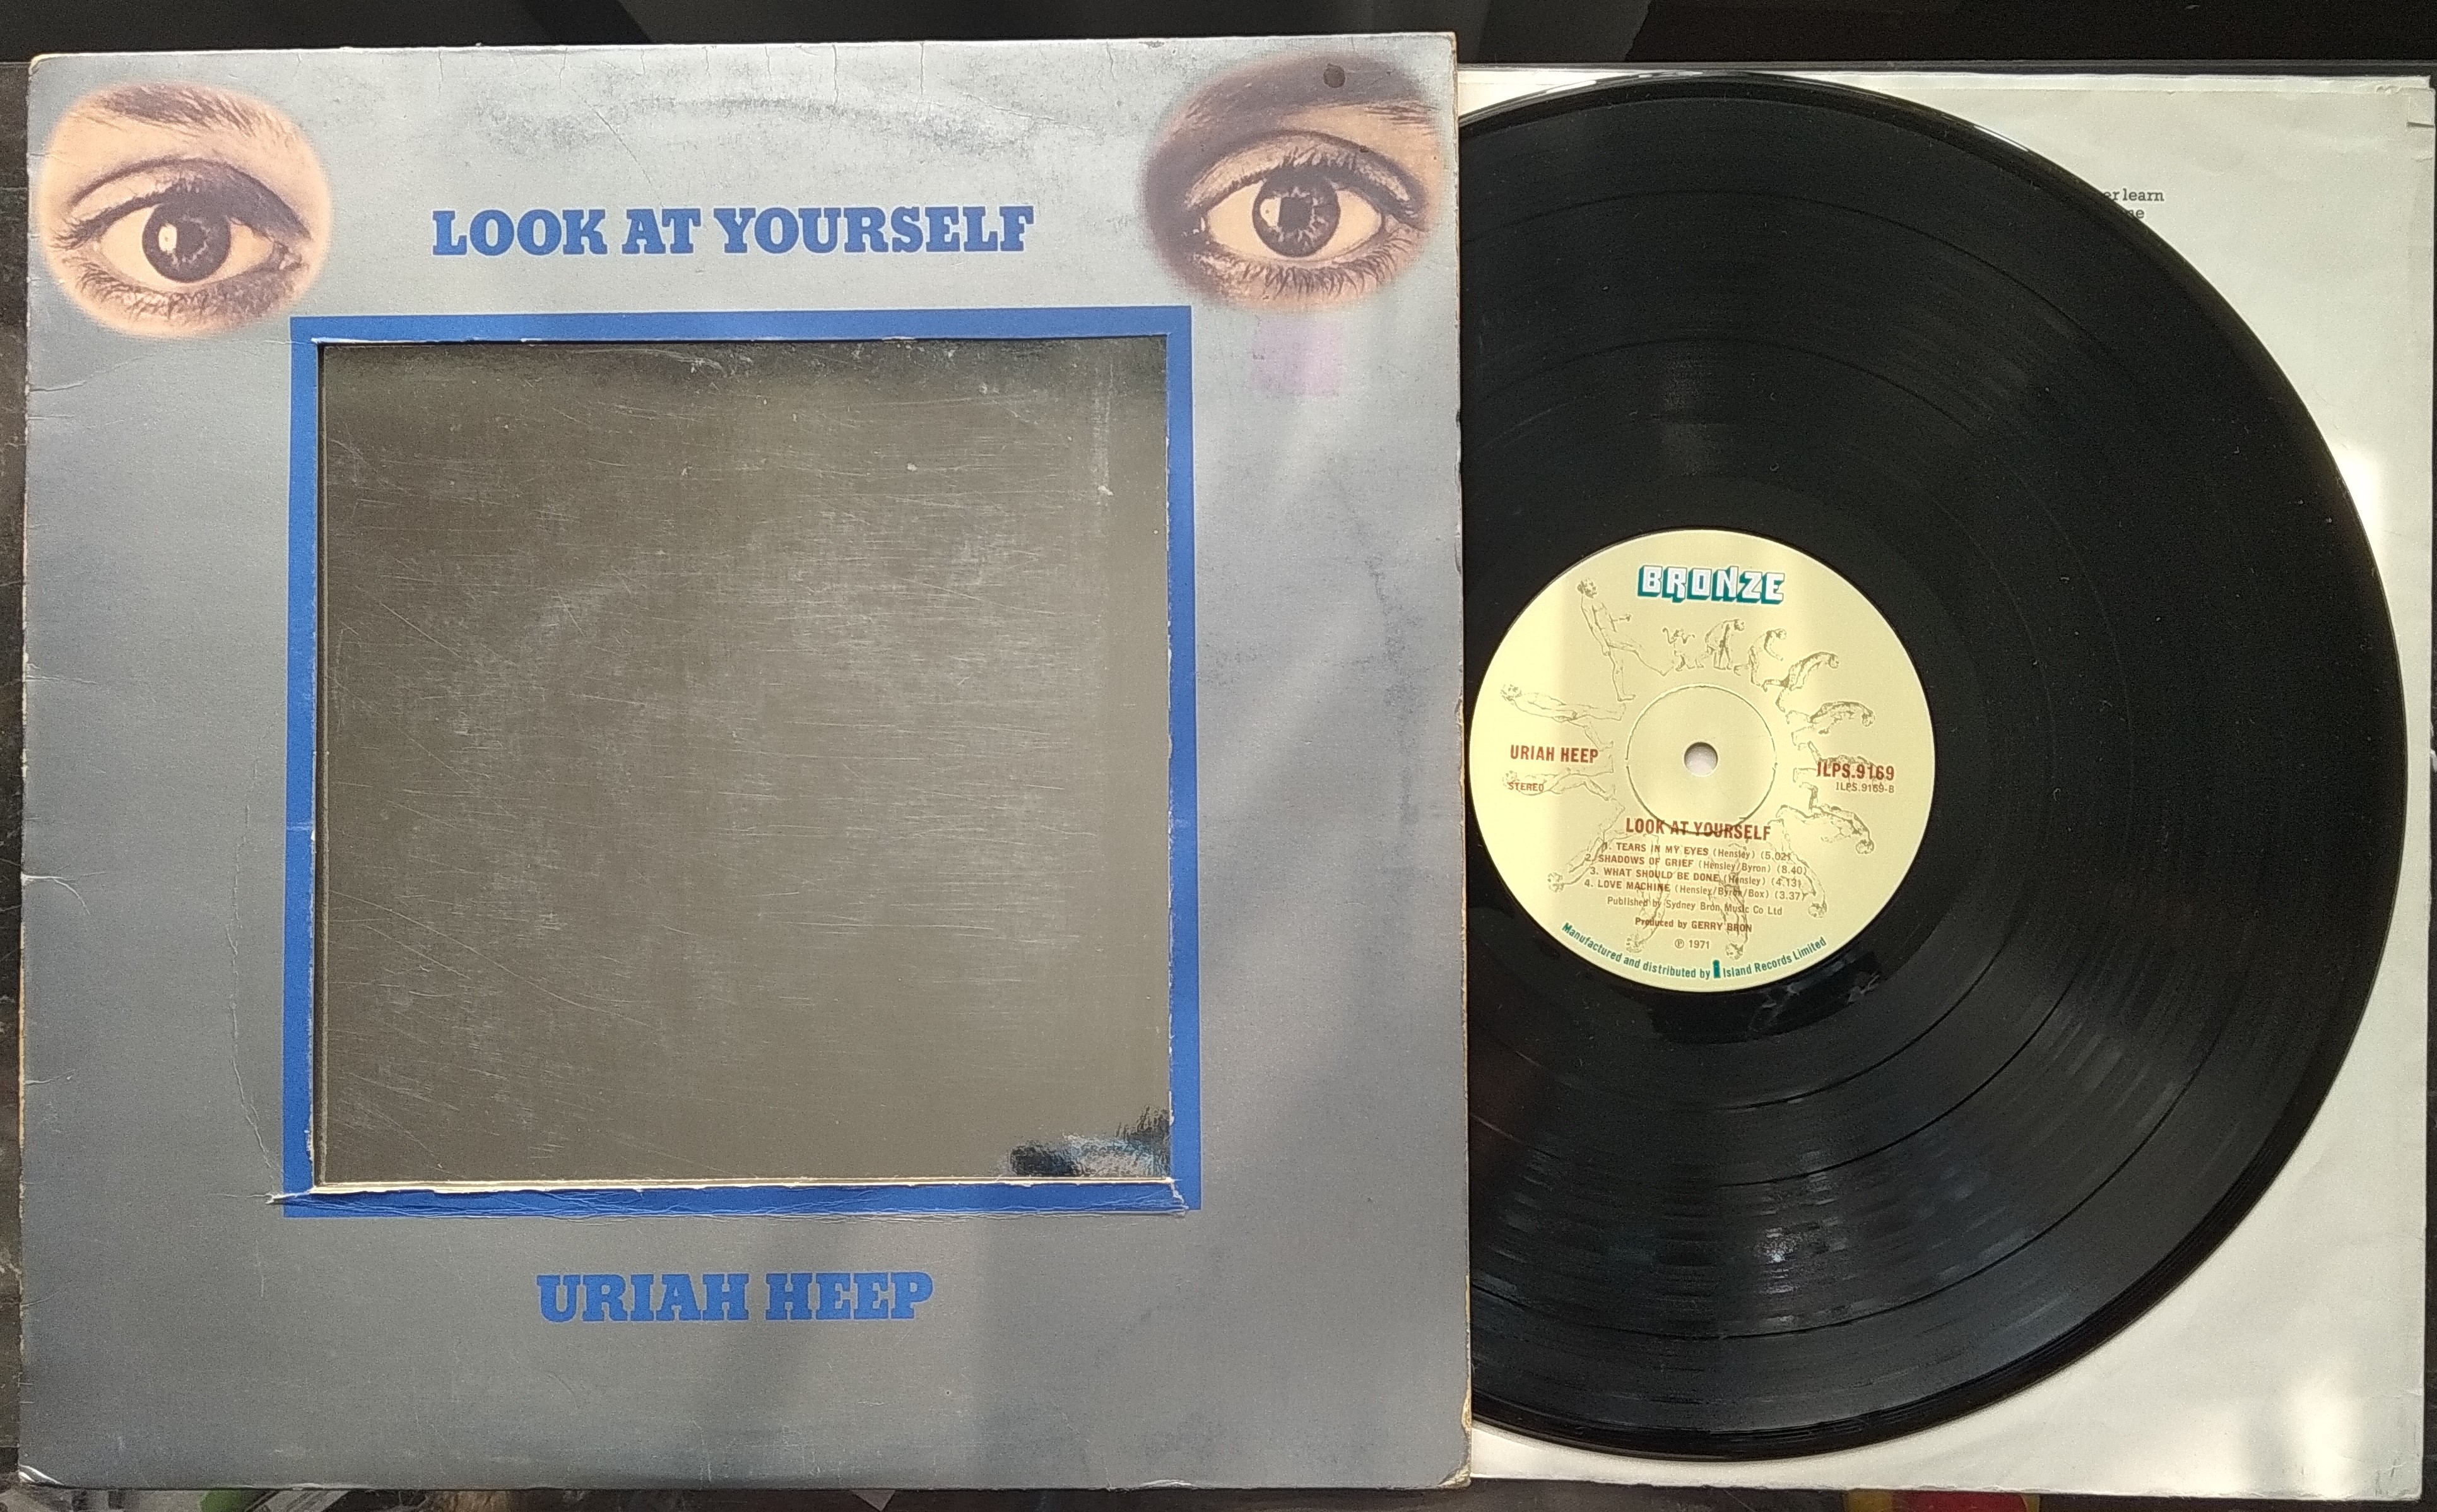 LOOK AT YOURSELF
URIAH HEEP
er learn
me
BRONZE
URIAH HEEP
STEREO
ILPS.9169
ILPS.9169-B
LOOK AT YOURSELF
1. TEARS IN MY EYES (Hensley) (5.02)
2. SHADOWS OF GRIEF (Hensley/Byron) (8.40)
3. WHAT SHOULD BE DONE (Hensley) (4.13)
4. LOVE MACHINE (Hensley/Byron/Box) (3.37)
Published by Sydney Bron Music Co Ltd
Produced by GERRY BRON
℗ 1971
Manufactured and distributed by Island Records Limited